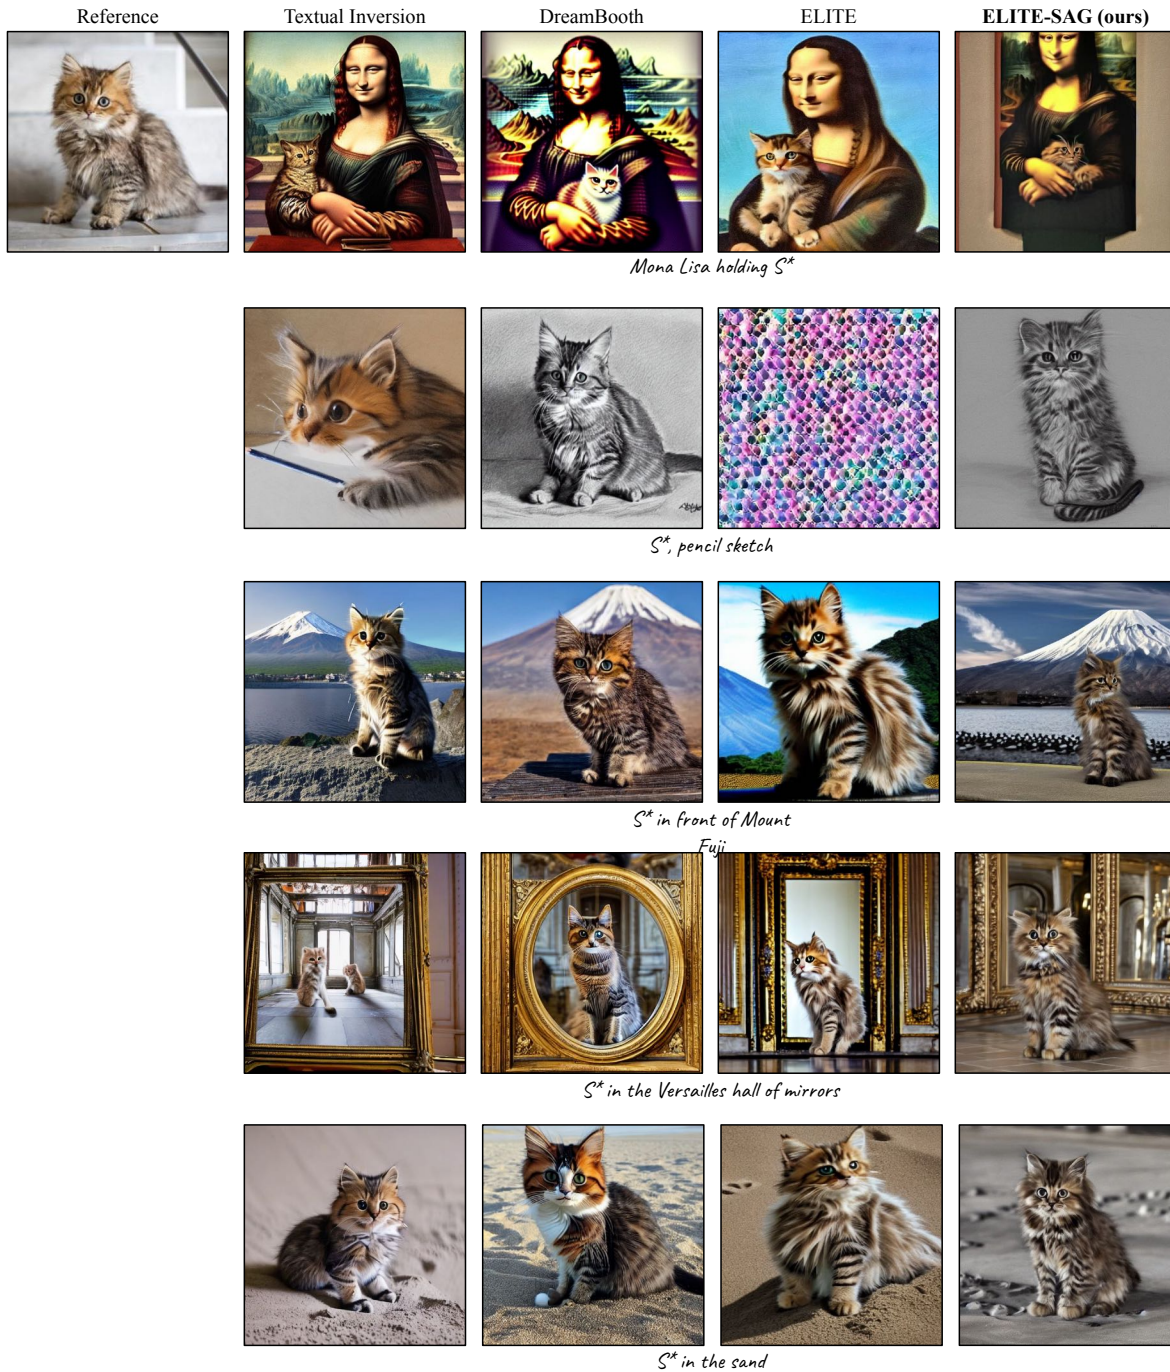 Reference
Textual Inversion
DreamBooth
ELITE
ELITE-SAG (ours)
Mona Lisa holding S*
S*, pencil sketch
S* in front of Mount
Fuji
S* in the Versailles hall of mirrors
S* in the sand